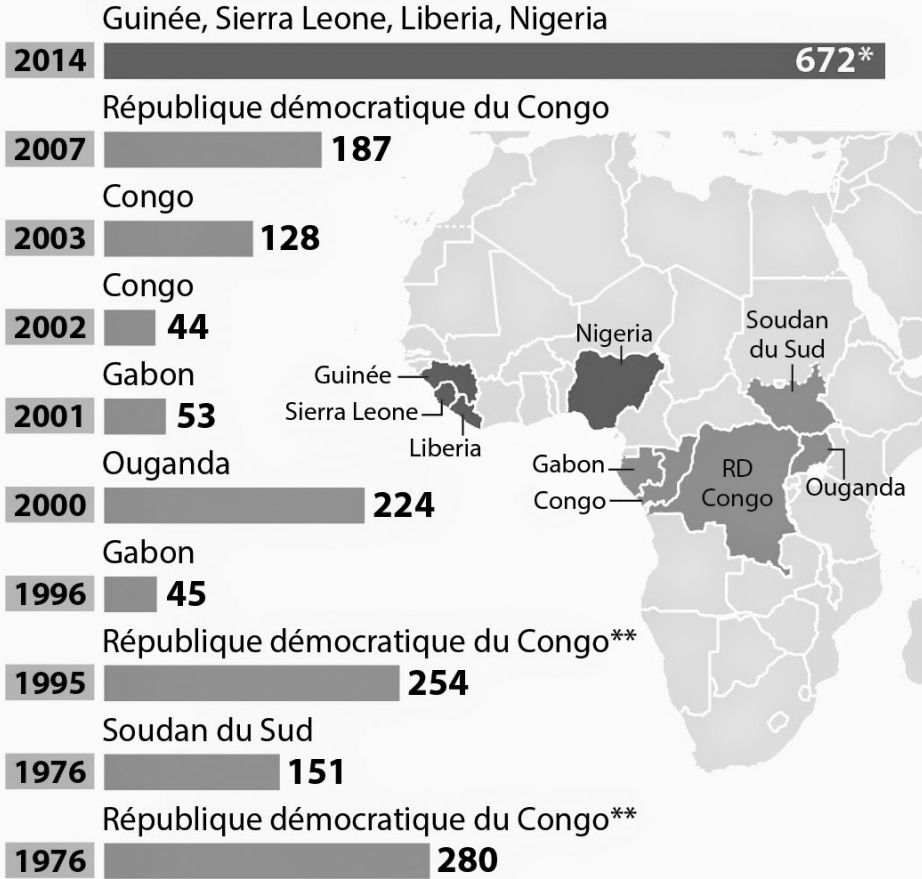 Guinée, Sierra Leone, Liberia, Nigeria
2014 672*
République démocratique du Congo
2007 187
Congo
2003 128
Congo
2002 44
Gabon
2001 53
Ouganda
2000 224
Gabon
1996 45
République démocratique du Congo**
1995 254
Soudan du Sud
1976 151
République démocratique du Congo**
1976 280
Nigeria
Soudan
du Sud
Guinée
Sierra Leone
Liberia
Gabon
Congo
RD
Congo
Ouganda